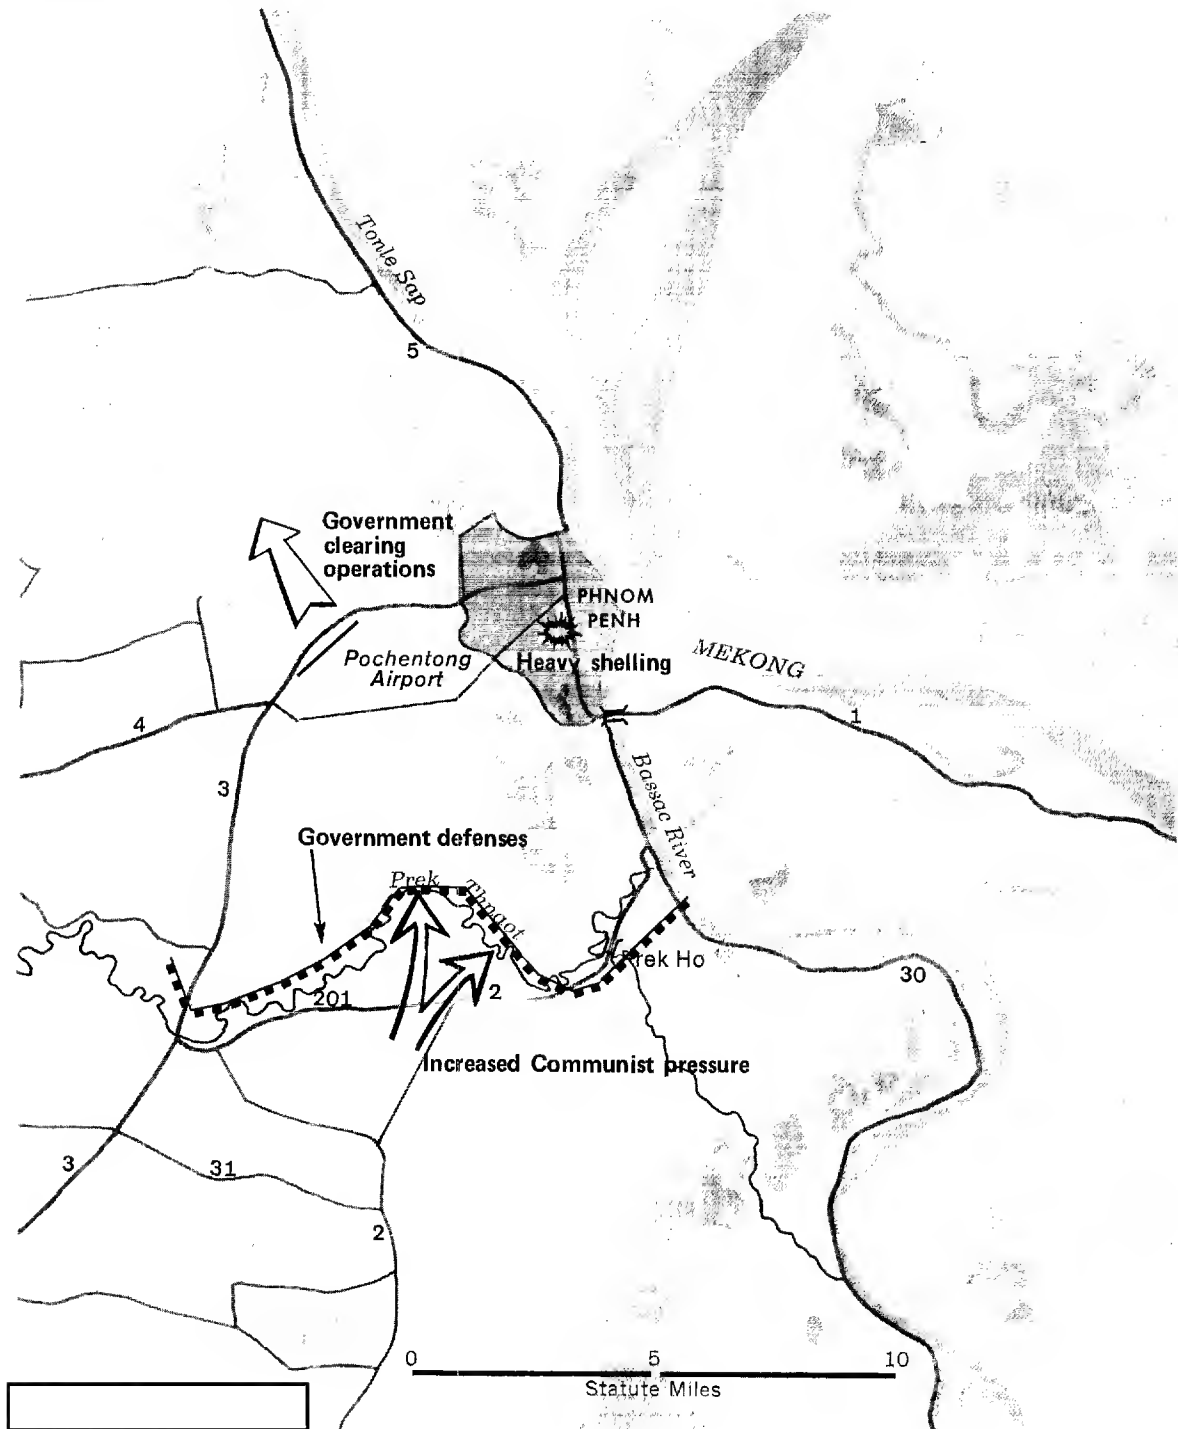 Tonle Sap
5
Government
clearing
operations
PHNOM
PENH
Pochentong
Airport
Heavy shelling
MEKONG
4
1
3
Bassac River
Government defenses
Prek Thnaot
Prek Ho
30
201
2
Increased Communist pressure
3
31
2
0 5 10
Statute Miles